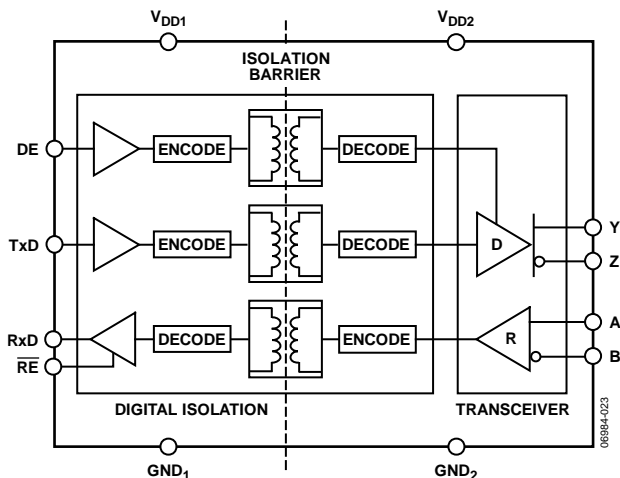 VDD1
VDD2
ISOLATION
BARRIER
DE
ENCODE
DECODE
TxD
ENCODE
DECODE
D
Y
Z
RxD
RE
DECODE
ENCODE
R
A
B
DIGITAL ISOLATION
TRANSCEIVER
GND1
GND2
06984-023